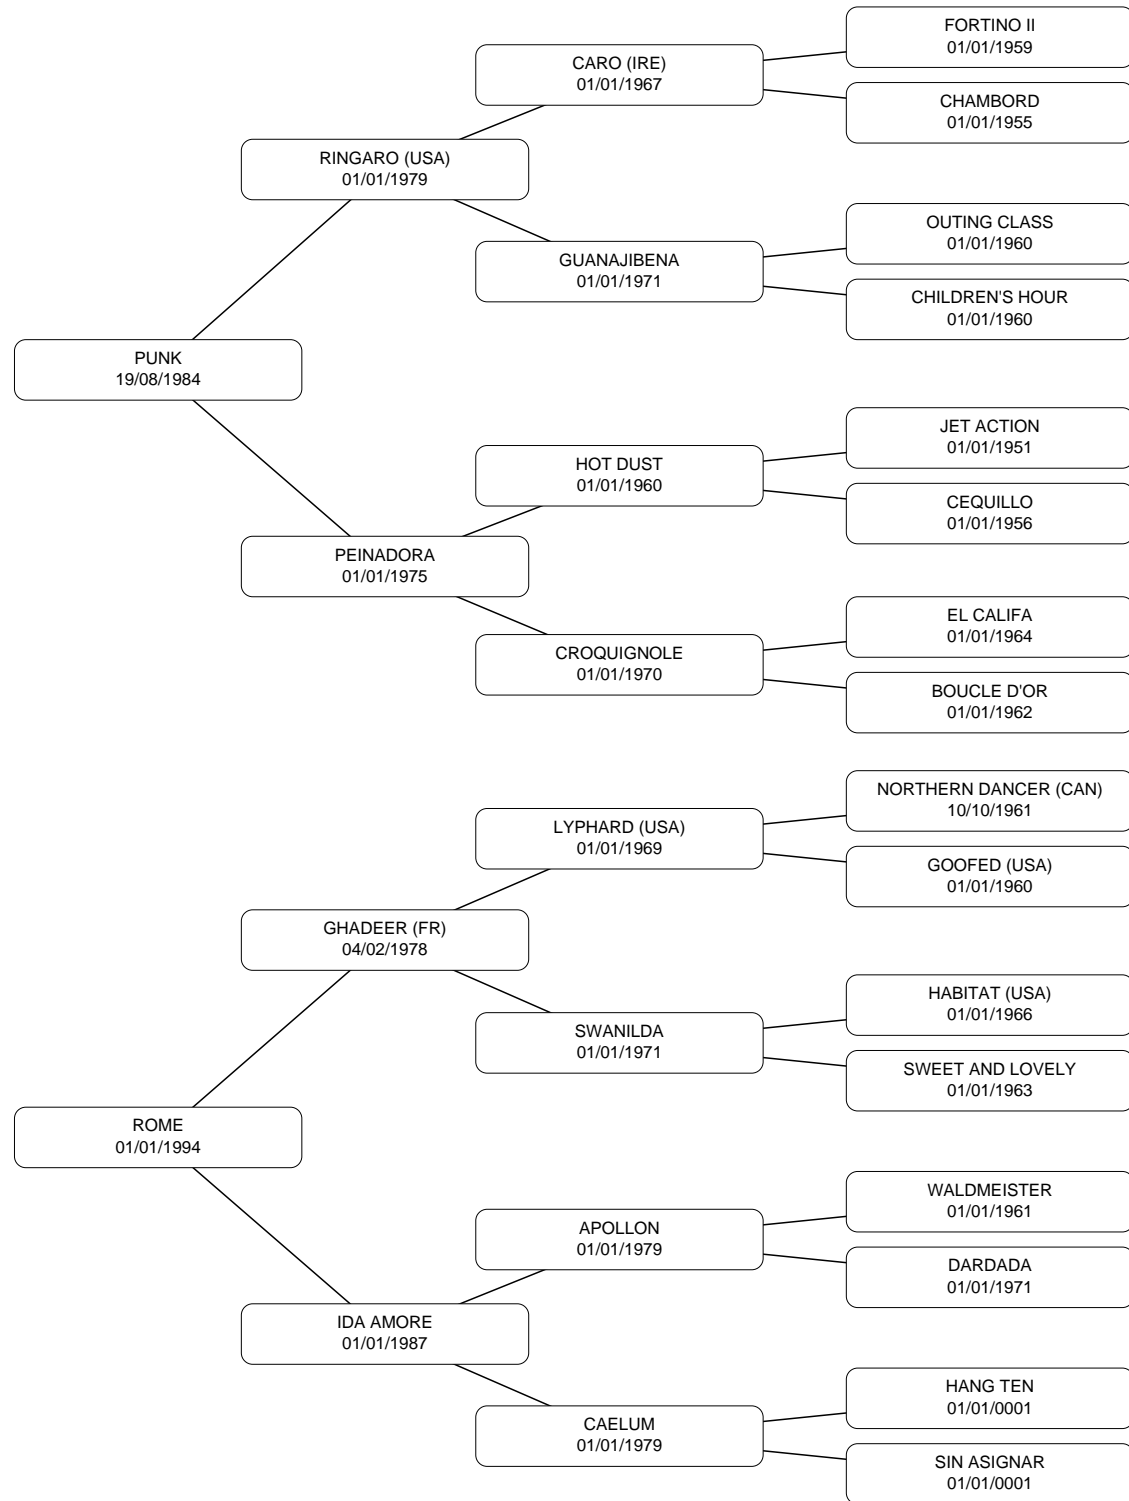 FORTINO II
01/01/1959
CARO (IRE)
01/01/1967
CHAMBORD
01/01/1955
RINGARO (USA)
01/01/1979
OUTING CLASS
01/01/1960
GUANAJIBENA
01/01/1971
CHILDREN'S HOUR
01/01/1960
PUNK
19/08/1984
JET ACTION
01/01/1951
HOT DUST
01/01/1960
CEQUILLO
01/01/1956
PEINADORA
01/01/1975
EL CALIFA
01/01/1964
CROQUIGNOLE
01/01/1970
BOUCLE D'OR
01/01/1962
NORTHERN DANCER (CAN)
10/10/1961
LYPHARD (USA)
01/01/1969
GOOFED (USA)
01/01/1960
GHADEER (FR)
04/02/1978
HABITAT (USA)
01/01/1966
SWANILDA
01/01/1971
SWEET AND LOVELY
01/01/1963
ROME
01/01/1994
WALDMEISTER
01/01/1961
APOLLON
01/01/1979
DARDADA
01/01/1971
IDA AMORE
01/01/1987
HANG TEN
01/01/0001
CAELUM
01/01/1979
SIN ASIGNAR
01/01/0001